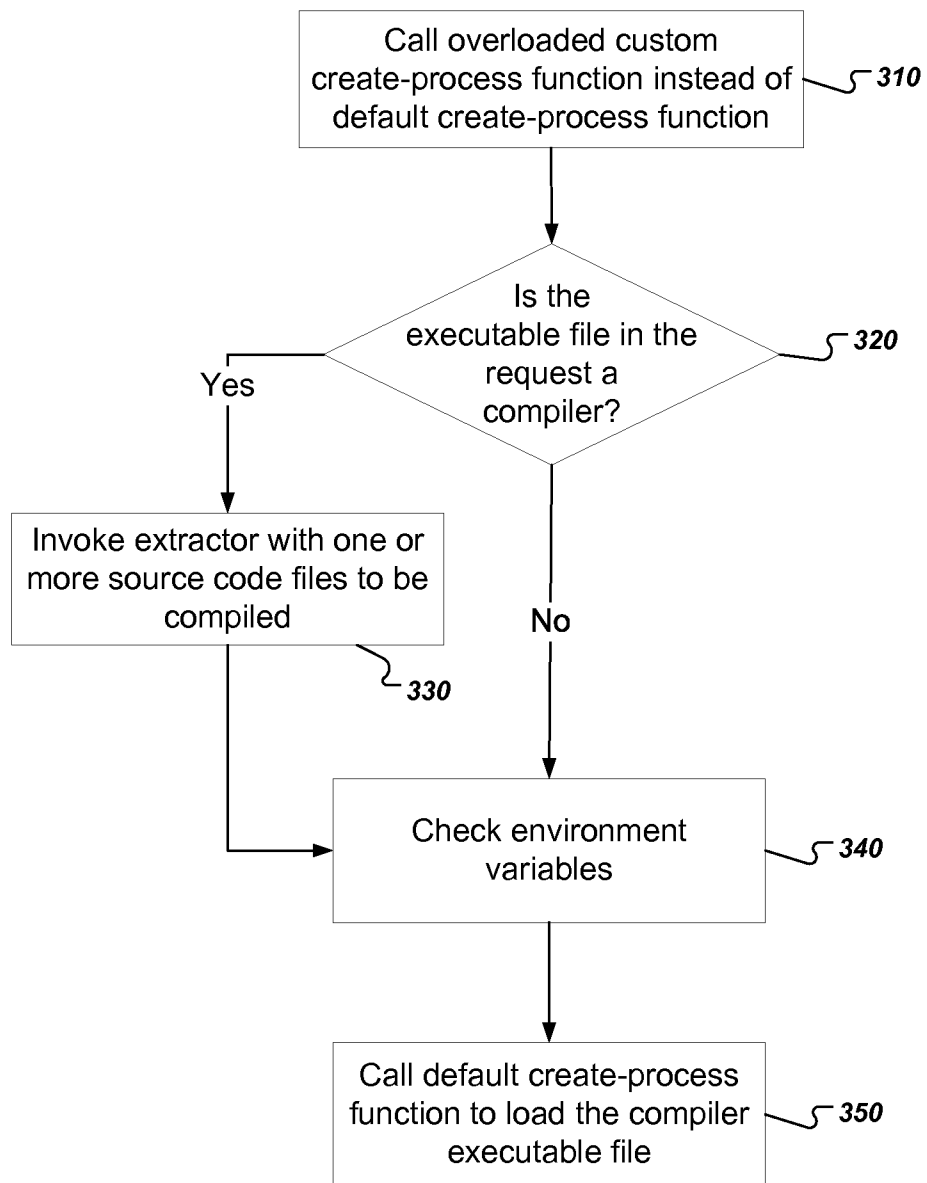 Call overloaded custom
create-process function instead of
default create-process function
310
Is the
executable file in the
request a
compiler?
320
Yes
Invoke extractor with one or
more source code files to be
compiled
330
No
Check environment
variables
340
Call default create-process
function to load the compiler
executable file
350